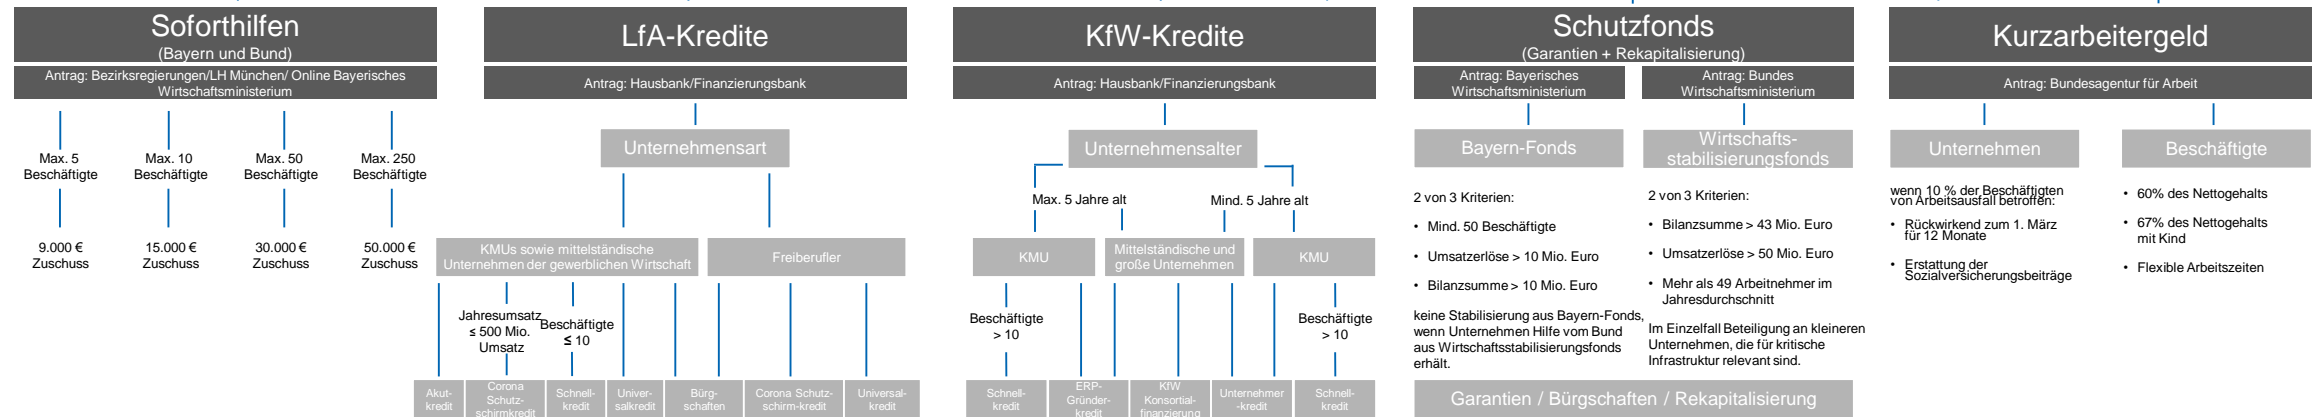 Soforthilfen
(Bayern und Bund)
Antrag: Bezirksregierungen/LH München/ Online Bayerisches
Wirtschaftsministerium
Max. 5
Beschäftigte
Max. 10
Beschäftigte
Max. 50
Beschäftigte
Max. 250
Beschäftigte
9.000 €
Zuschuss
15.000 €
Zuschuss
30.000 €
Zuschuss
50.000 €
Zuschuss
LfA-Kredite
Antrag: Hausbank/Finanzierungsbank
Unternehmensart
KMUs sowie mittelständische
Unternehmen der gewerblichen Wirtschaft
Freiberufler
Jahresumsatz
≤ 500 Mio.
Umsatz
Beschäftigte
≤ 10
Akut-
kredit
Corona
Schutz-
schirmkredit
Schnell-
kredit
Univer-
salkredit
Bürg-
schaften
Corona Schutz-
schirm-kredit
Universal-
kredit
KfW-Kredite
Antrag: Hausbank/Finanzierungsbank
Unternehmensalter
Max. 5 Jahre alt
Mind. 5 Jahre alt
KMU
Mittelständische und
große Unternehmen
KMU
Beschäftigte
> 10
Beschäftigte
> 10
Schnell-
kredit
ERP-
Gründer-
kredit
KfW
Konsortial-
finanzierung
Unternehmer
-kredit
Schnell-
kredit
Schutzfonds
(Garantien + Rekapitalisierung)
Antrag: Bayerisches
Wirtschaftsministerium
Bayern-Fonds
2 von 3 Kriterien:
• Mind. 50 Beschäftigte
• Umsatzerlöse > 10 Mio. Euro
• Bilanzsumme > 10 Mio. Euro
keine Stabilisierung aus Bayern-Fonds,
wenn Unternehmen Hilfe vom Bund
aus Wirtschaftsstabilisierungsfonds
erhält.
Antrag: Bundes
Wirtschaftsministerium
Wirtschafts-
stabilisierungsfonds
2 von 3 Kriterien:
• Bilanzsumme > 43 Mio. Euro
• Umsatzerlöse > 50 Mio. Euro
• Mehr als 49 Arbeitnehmer im
Jahresdurchschnitt
Im Einzelfall Beteiligung an kleineren
Unternehmen, die für kritische
Infrastruktur relevant sind.
Garantien / Bürgschaften / Rekapitalisierung
Kurzarbeitergeld
Antrag: Bundesagentur für Arbeit
Unternehmen
wenn 10 % der Beschäftigten
von Arbeitsausfall betroffen:
• Rückwirkend zum 1. März
für 12 Monate
• Erstattung der
Sozialversicherungsbeiträge
Beschäftigte
• 60% des Nettogehalts
• 67% des Nettogehalts
mit Kind
• Flexible Arbeitszeiten